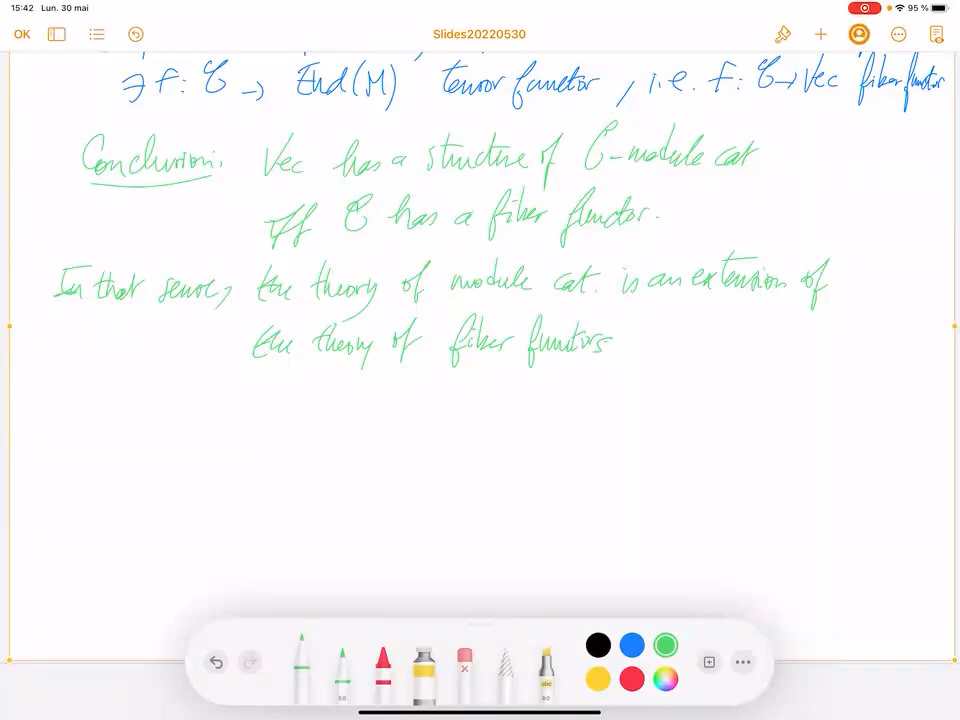 15:42 Lun. 30 mai 95 %
OK Slides20220530
∃ F: 𝒞 → End(M) tensor functor, i.e. F: 𝒞 → Vec fiber functor
Conclusion: Vec has a structure of 𝒞-module cat
iff 𝒞 has a fiber functor.
In that sense, the theory of module cat. is an extension of
the theory of fiber functors
50
80